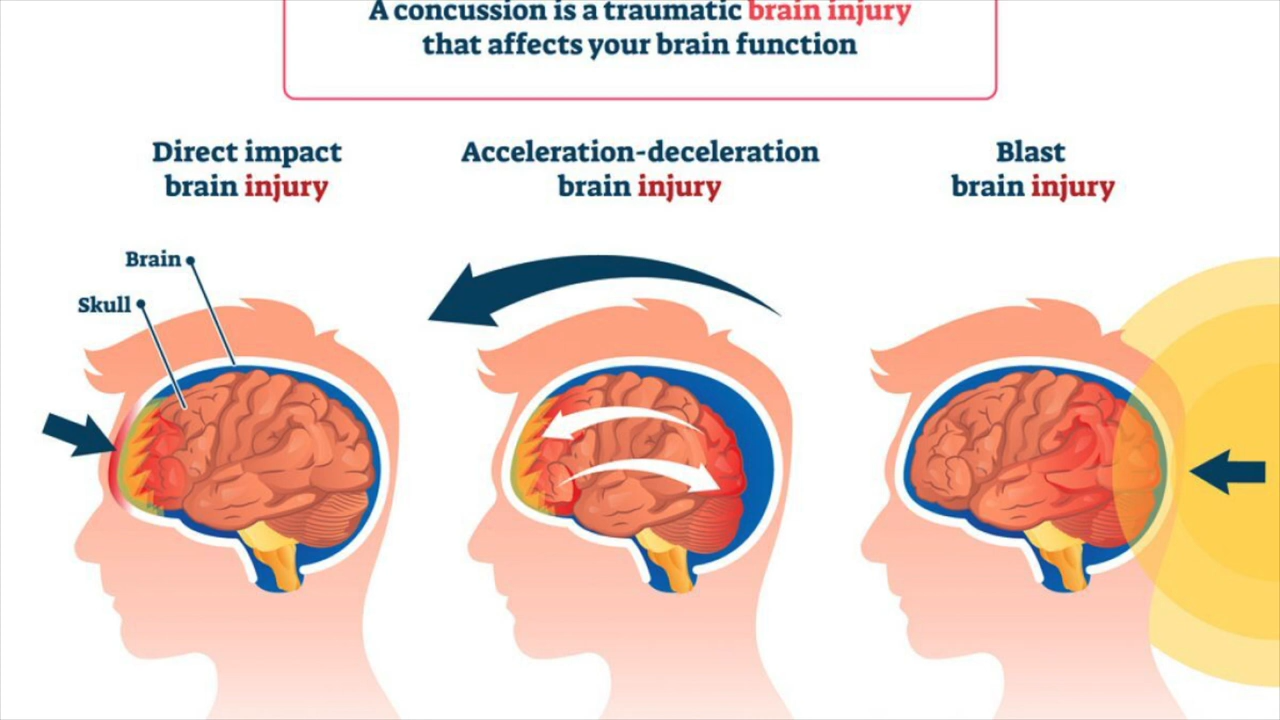 A concussion is a traumatic brain injury
that affects your brain function
Direct impact
brain injury
Acceleration-deceleration
brain injury
Blast
brain injury
Brain
Skull